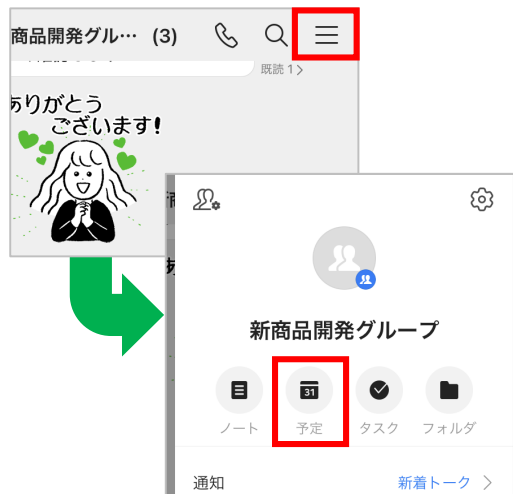 商品開発グル… (3)
既読 1
ありがとう
ございます!
新商品開発グループ
31
ノート 予定 タスク フォルダ
通知 新着トーク